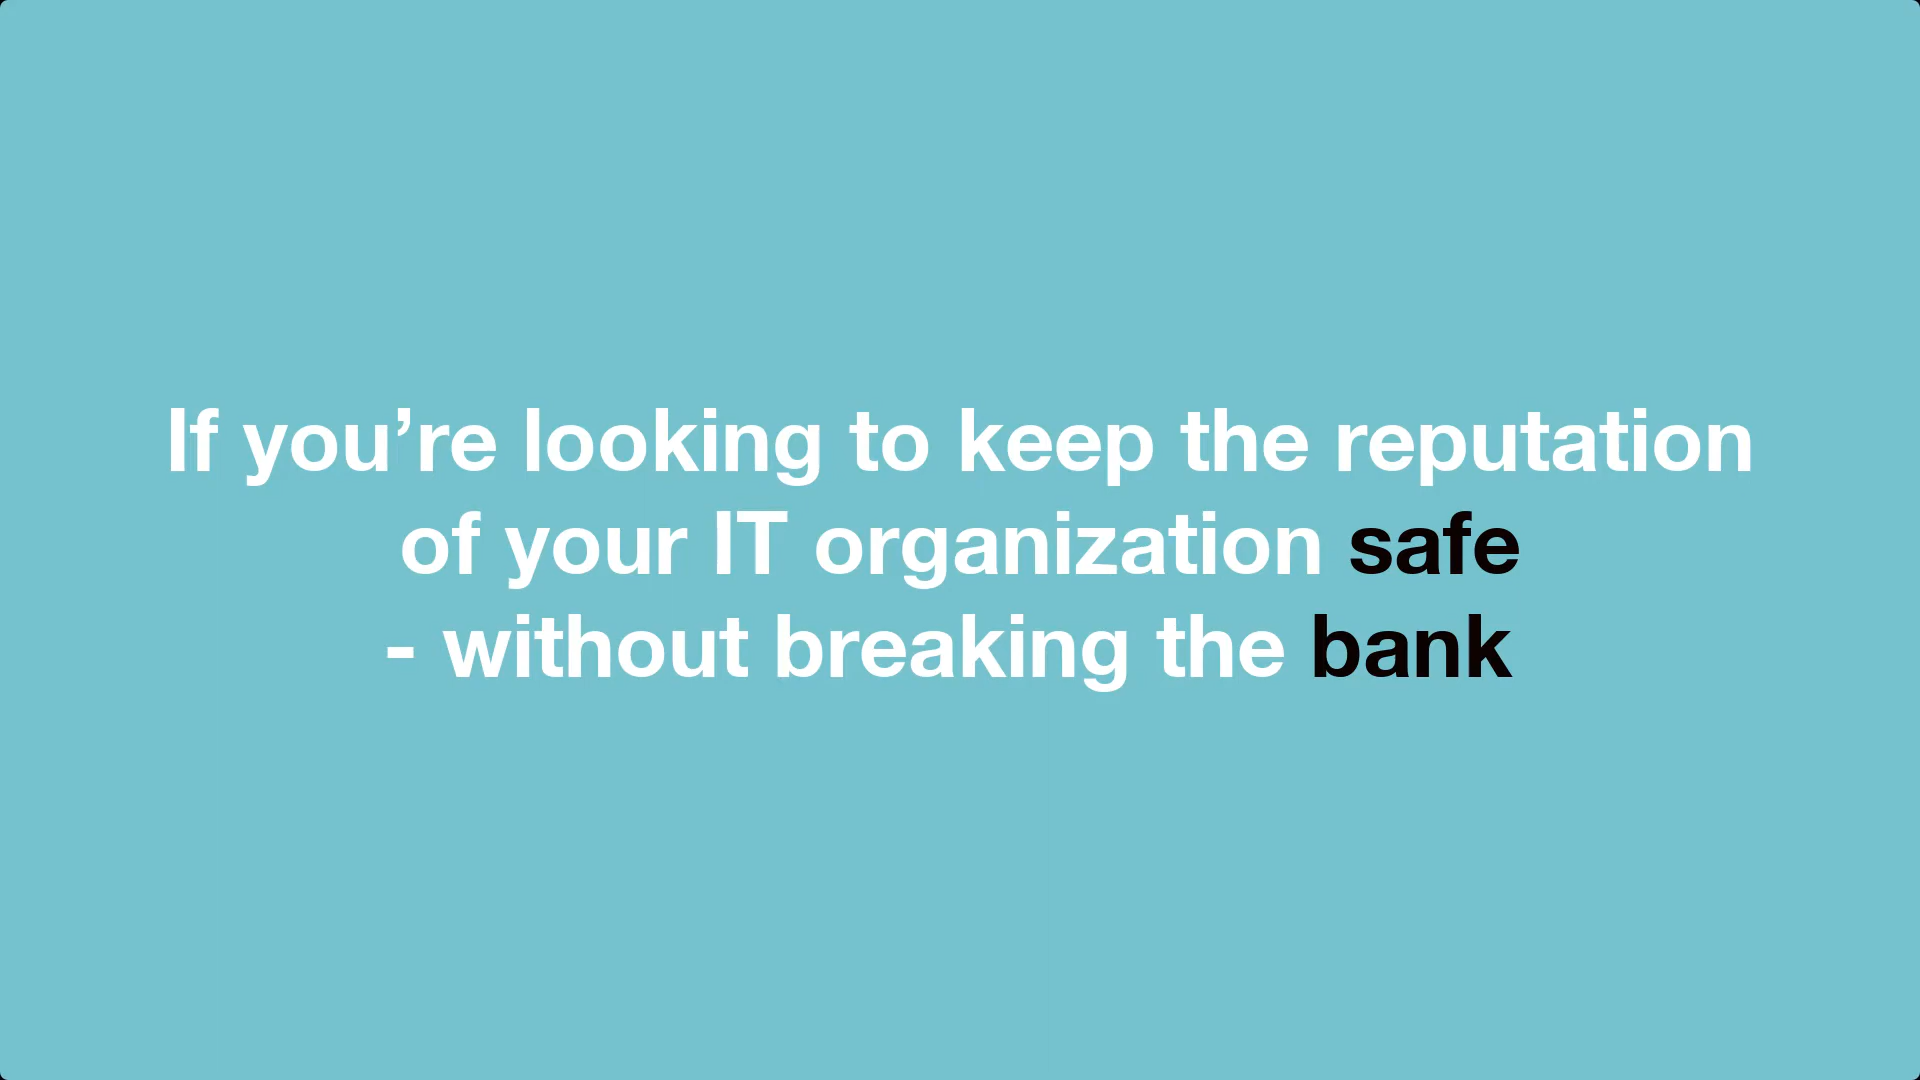 If you’re looking to keep the reputation
of your IT organization safe
- without breaking the bank